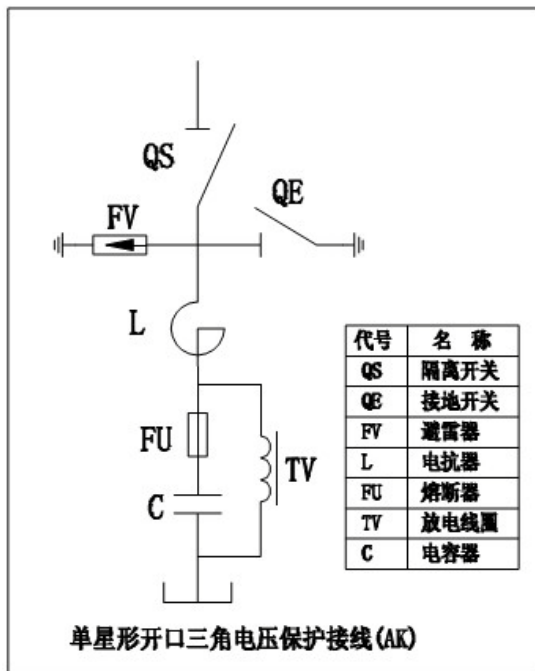 QS
QE
FV
L
FU
TV
C
代号 名 称
QS 隔离开关
QE 接地开关
FV 避雷器
L 电抗器
FU 熔断器
TV 放电线圈
C 电容器
单星形开口三角电压保护接线(AK)